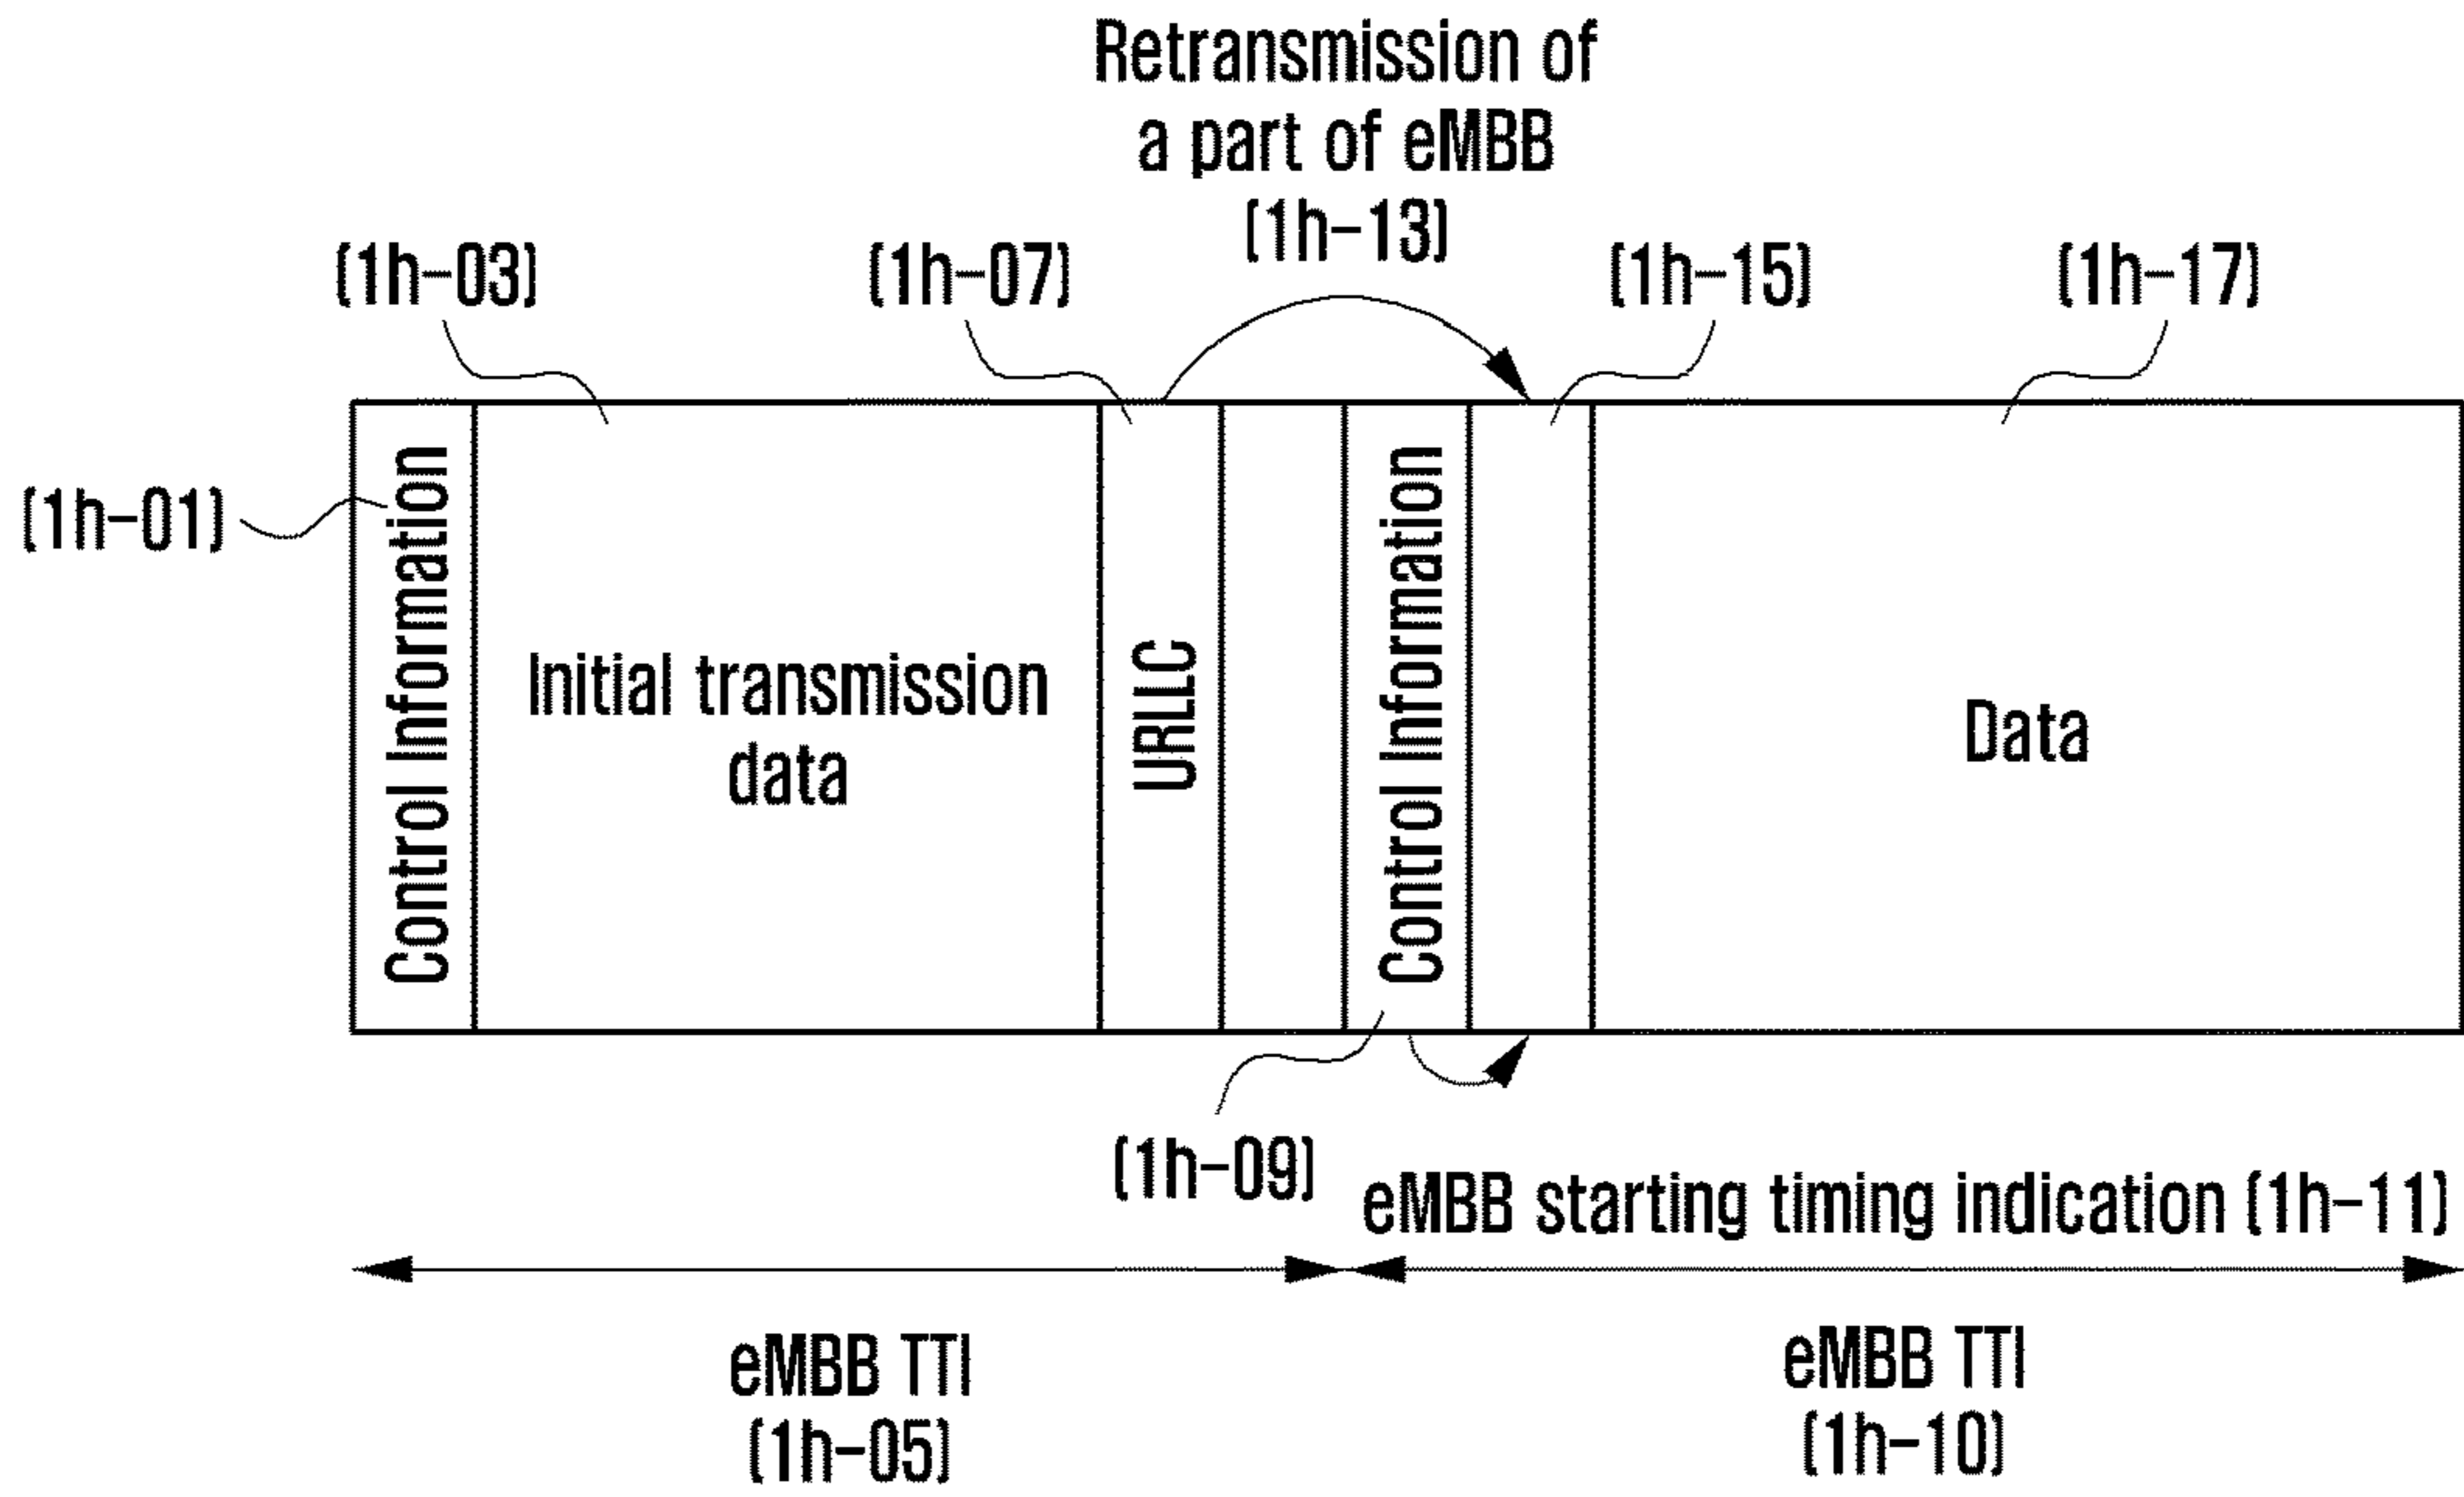 Retransmission of
a part of eMBB
(1h-13)
(1h-03)
(1h-07)
(1h-15)
(1h-17)
(1h-01)
Control Information
Initial transmission
data
URLLC
Control Information
Data
(1h-09)
eMBB starting timing indication (1h-11)
eMBB TTI
(1h-05)
eMBB TTI
(1h-10)